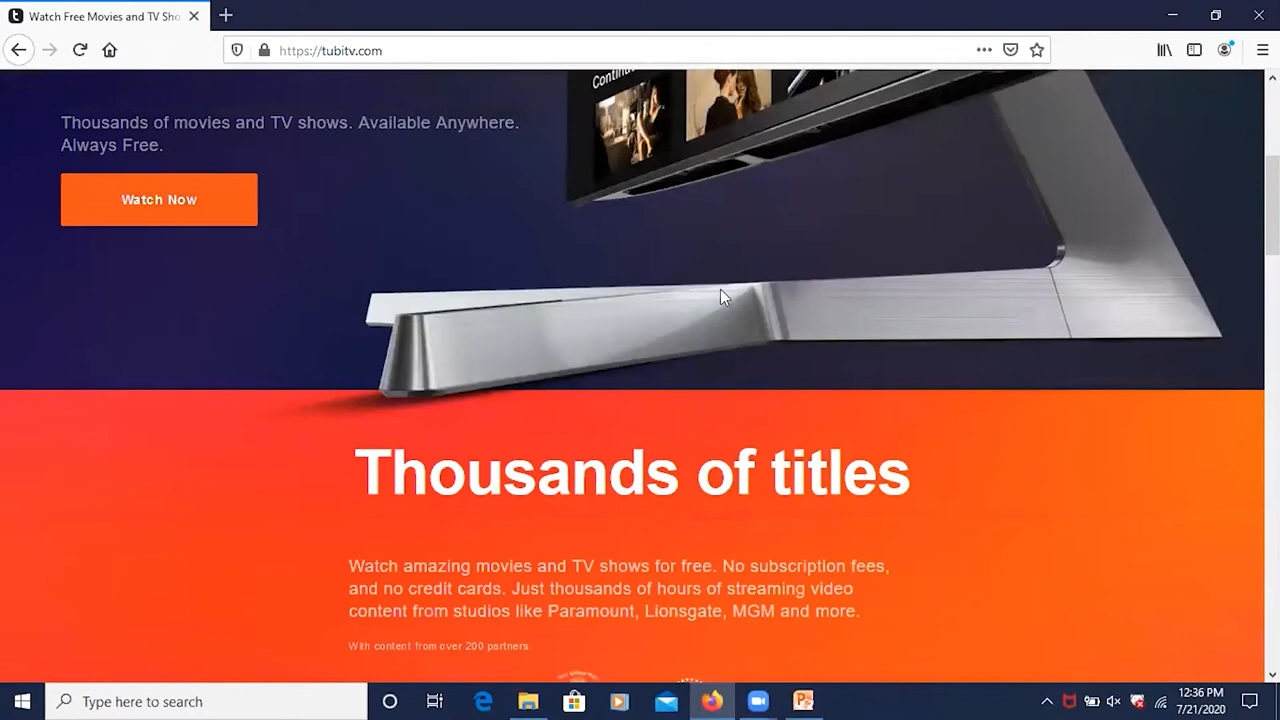 Watch Free Movies and TV Sho
https://tubitv.com
Continu
Thousands of movies and TV shows. Available Anywhere.
Always Free.
Watch Now
Thousands of titles
Watch amazing movies and TV shows for free. No subscription fees,
and no credit cards. Just thousands of hours of streaming video
content from studios like Paramount, Lionsgate, MGM and more.
With content from over 200 partners.
Type here to search
12:36 PM
7/21/2020